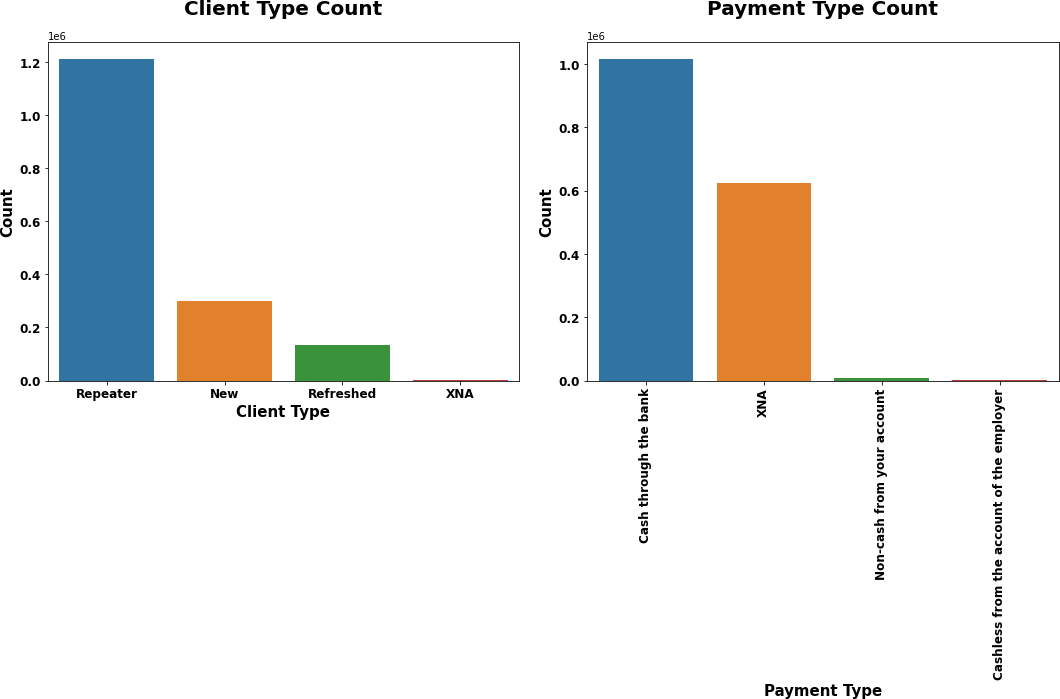 Client Type Count
1e6
1.2
1.0
0.8
0.6
0.4
0.2
0.0
Count
Repeater
New
Refreshed
XNA
Client Type
Payment Type Count
1e6
1.0
0.8
0.6
0.4
0.2
0.0
Count
Cash through the bank
XNA
Non-cash from your account
Cashless from the account of the employer
Payment Type